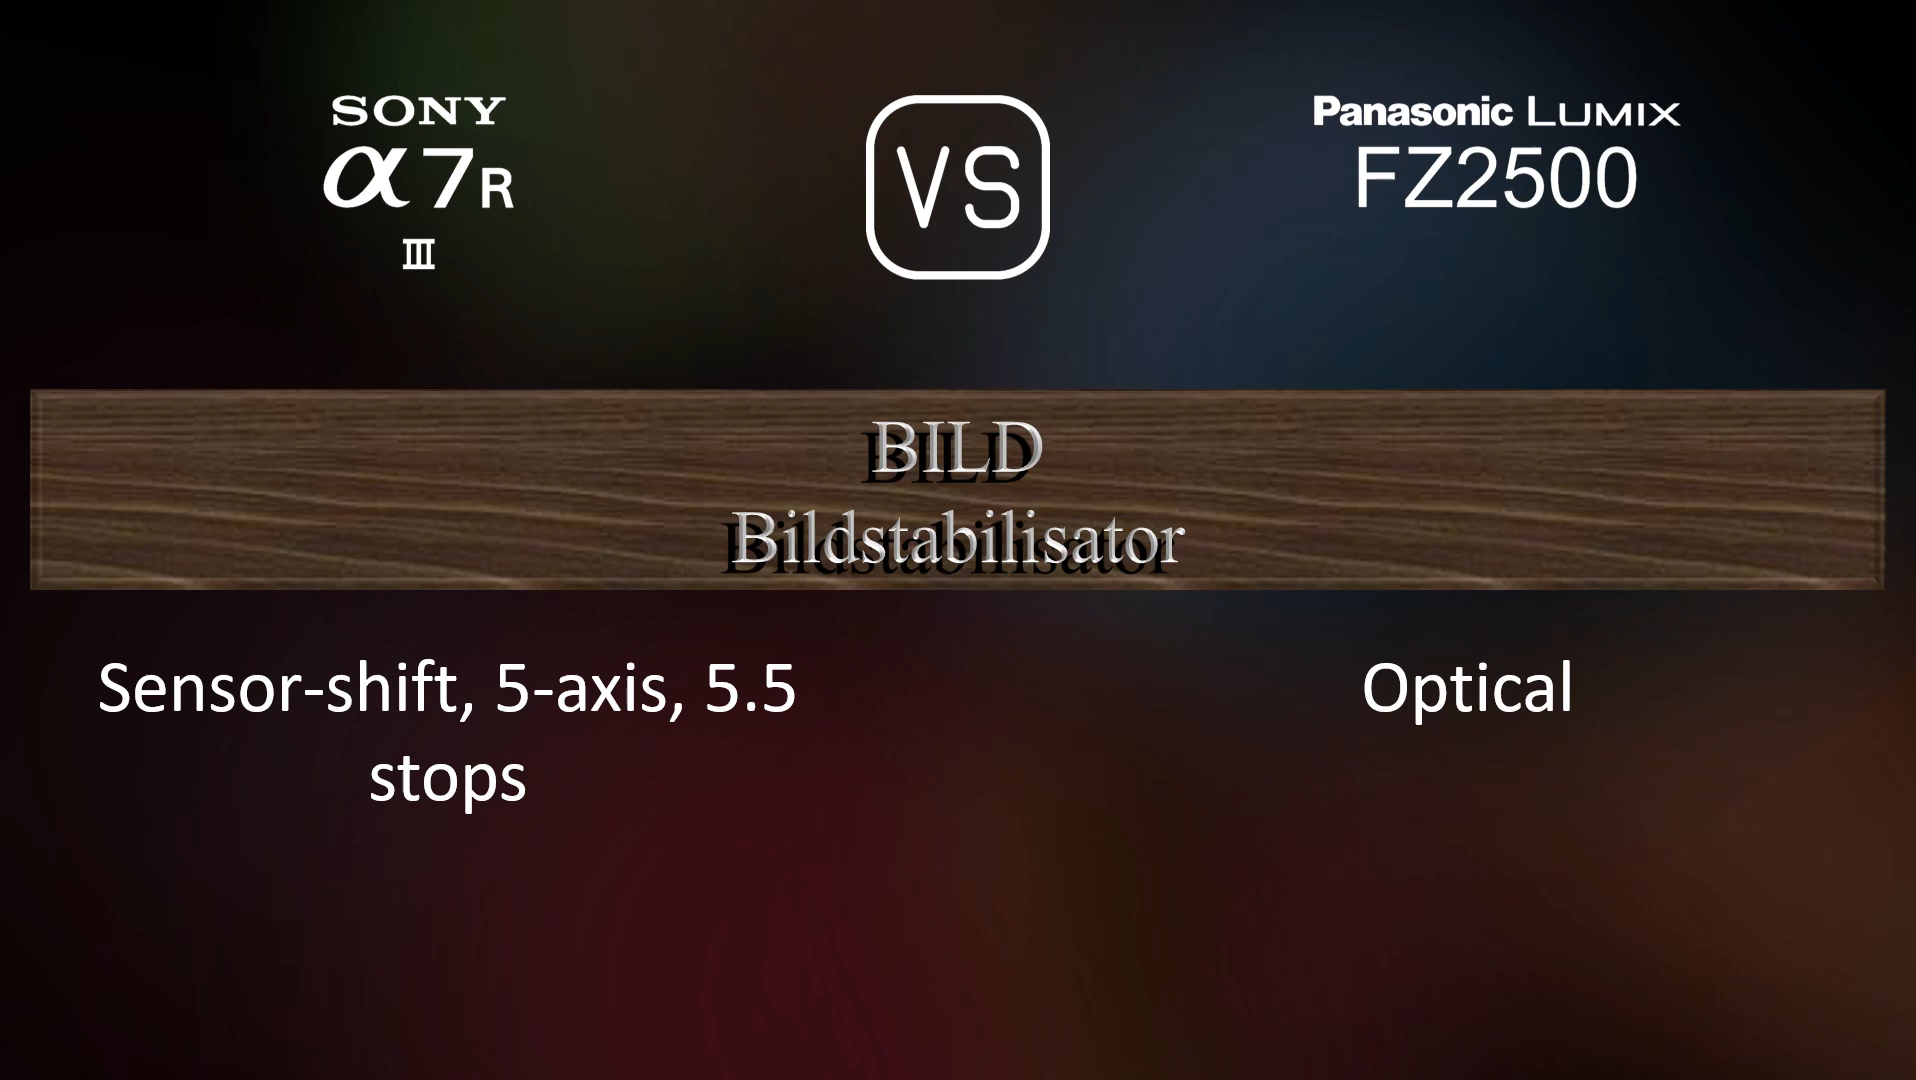 SONY
α7R
III
VS
Panasonic LUMIX
FZ2500
BILD
Bildstabilisator
Sensor-shift, 5-axis, 5.5
stops
Optical